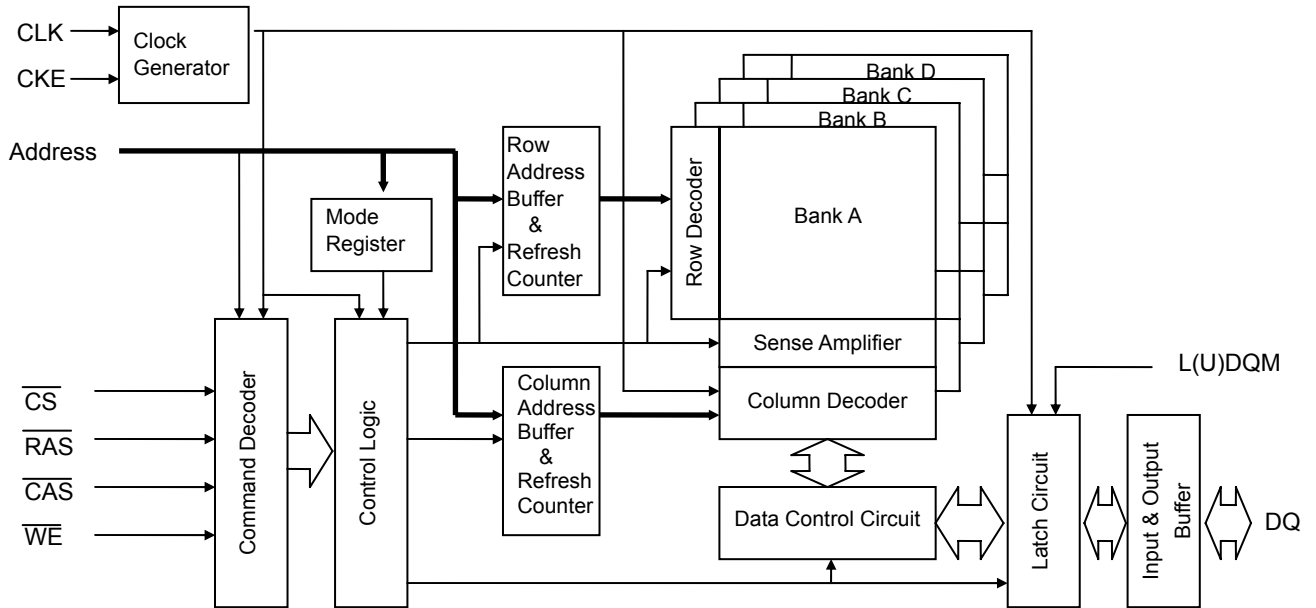 CLK
CKE
Clock
Generator
Address
Mode
Register
Row
Address
Buffer
&
Refresh
Counter
Bank D
Bank C
Bank B
Bank A
Row Decoder
Sense Amplifier
Column Decoder
CS
RAS
CAS
WE
Command Decoder
Control Logic
Column
Address
Buffer
&
Refresh
Counter
Data Control Circuit
L(U)DQM
Latch Circuit
Input & Output
Buffer
DQ